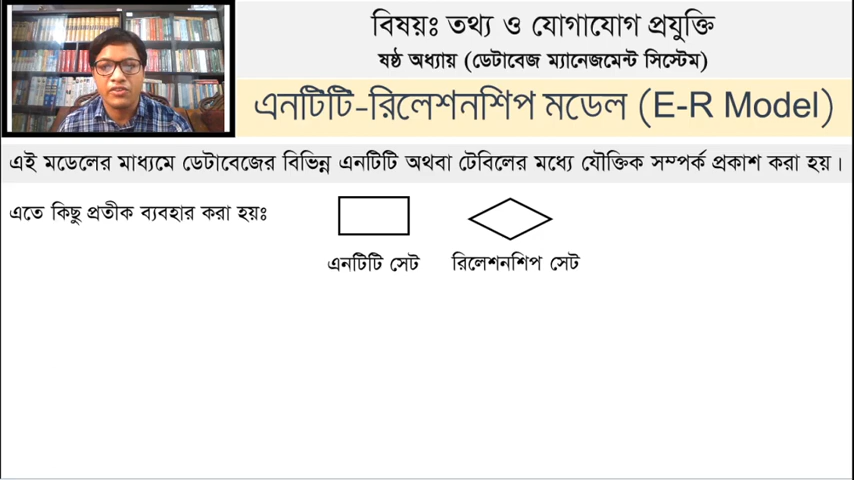 বিষয়ঃ তথ্য ও যোগাযোগ প্রযুক্তি
ষষ্ঠ অধ্যায় (ডেটাবেজ ম্যানেজমেন্ট সিস্টেম)
এনটিটি-রিলেশনশিপ মডেল (E-R Model)
এই মডেলের মাধ্যমে ডেটাবেজের বিভিন্ন এনটিটি অথবা টেবিলের মধ্যে যৌক্তিক সম্পর্ক প্রকাশ করা হয়।
এতে কিছু প্রতীক ব্যবহার করা হয়ঃ
এনটিটি সেট রিলেশনশিপ সেট